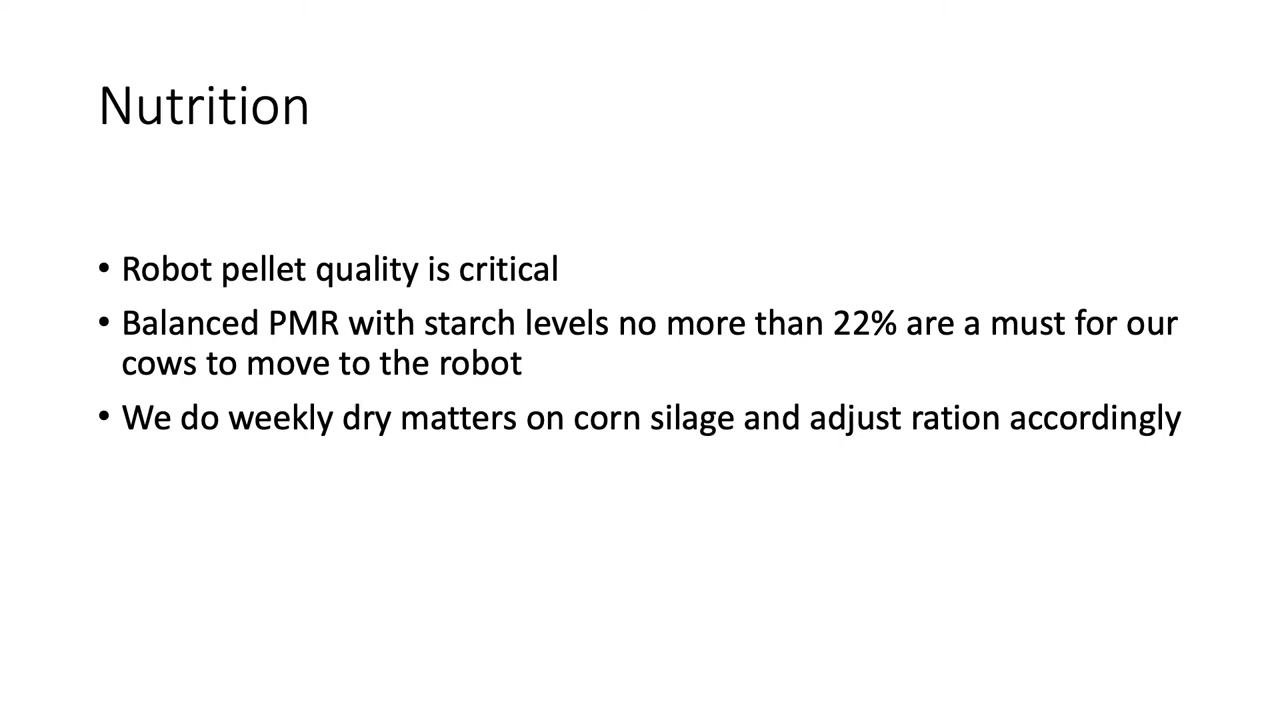 Nutrition
• Robot pellet quality is critical
• Balanced PMR with starch levels no more than 22% are a must for our
cows to move to the robot
• We do weekly dry matters on corn silage and adjust ration accordingly